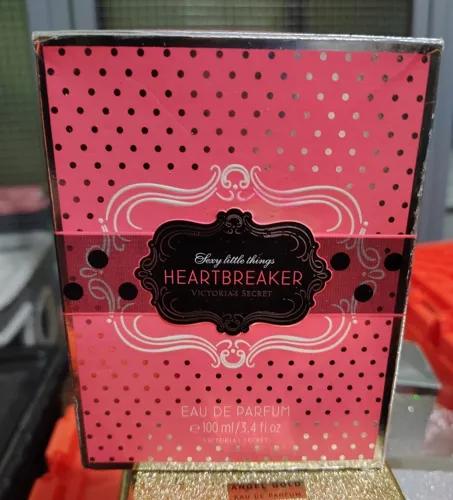 Sexy little things
HEARTBREAKER
VICTORIA'S SECRET
EAU DE PARFUM
℮ 100 ml/3.4 fl oz
VICTORIA'S SECRET
ANGEL GOLD
EAU DE PARFUM